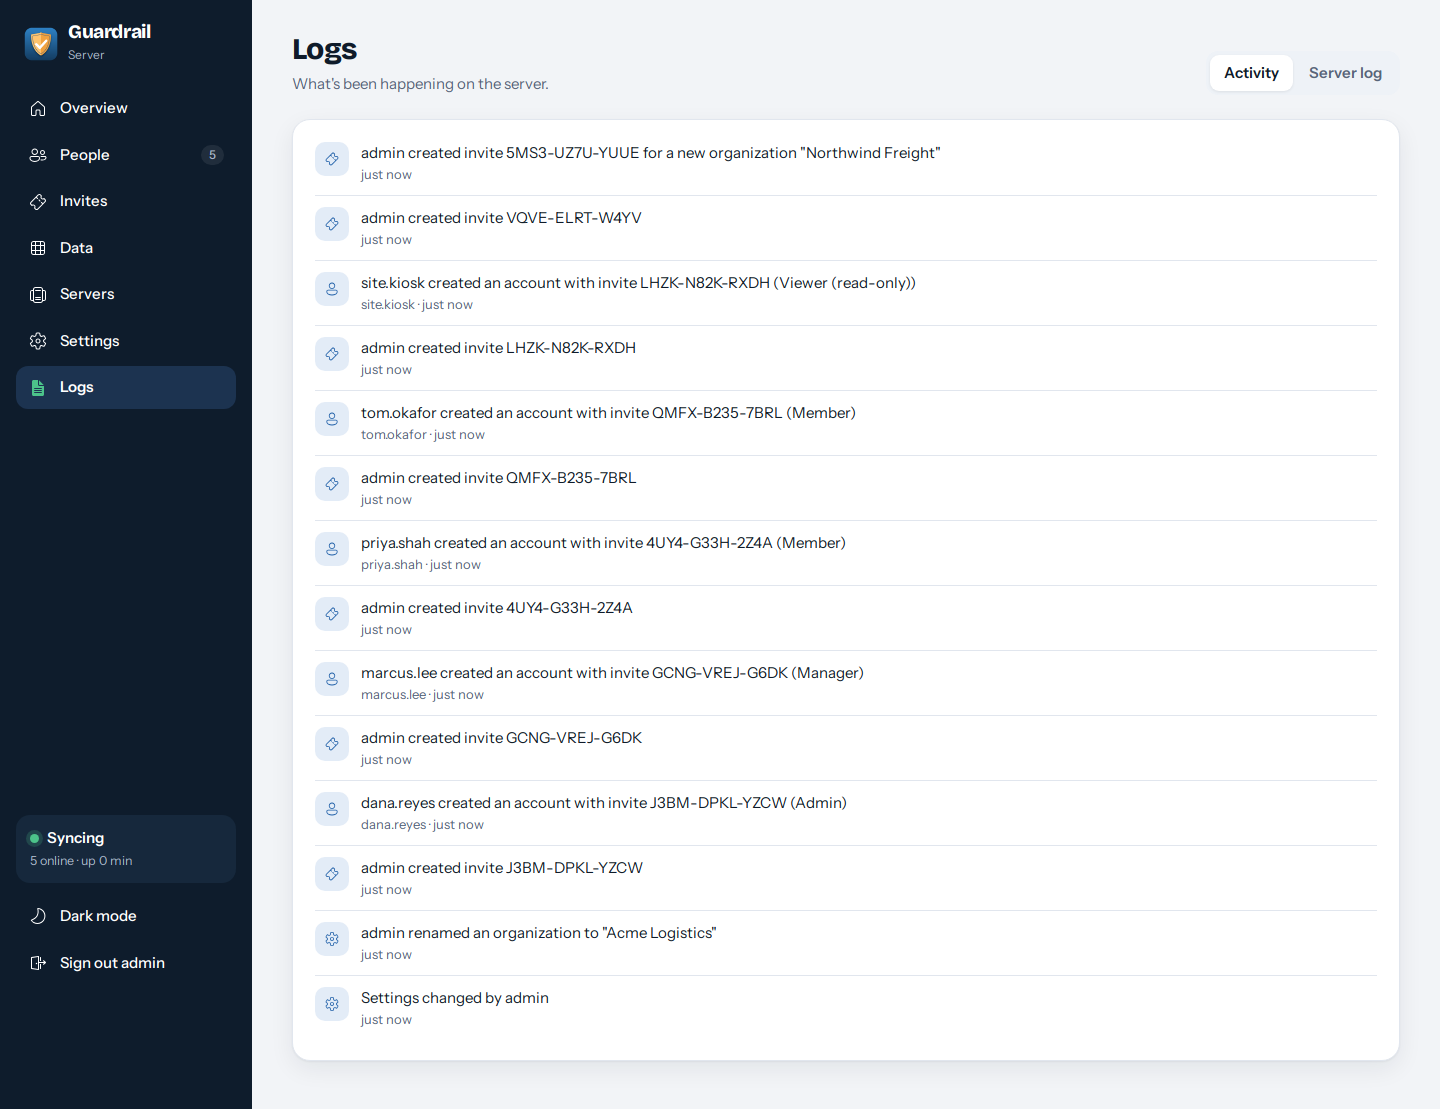 Guardrail
Server
Overview
People 5
Invites
Data
Servers
Settings
Logs
Syncing
5 online · up 0 min
Dark mode
Sign out admin
Logs
What's been happening on the server.
Activity Server log
admin created invite 5MS3-UZ7U-YUUE for a new organization "Northwind Freight"
just now
admin created invite VQVE-ELRT-W4YV
just now
site.kiosk created an account with invite LHZK-N82K-RXDH (Viewer (read-only))
site.kiosk · just now
admin created invite LHZK-N82K-RXDH
just now
tom.okafor created an account with invite QMFX-B235-7BRL (Member)
tom.okafor · just now
admin created invite QMFX-B235-7BRL
just now
priya.shah created an account with invite 4UY4-G33H-2Z4A (Member)
priya.shah · just now
admin created invite 4UY4-G33H-2Z4A
just now
marcus.lee created an account with invite GCNG-VREJ-G6DK (Manager)
marcus.lee · just now
admin created invite GCNG-VREJ-G6DK
just now
dana.reyes created an account with invite J3BM-DPKL-YZCW (Admin)
dana.reyes · just now
admin created invite J3BM-DPKL-YZCW
just now
admin renamed an organization to "Acme Logistics"
just now
Settings changed by admin
just now